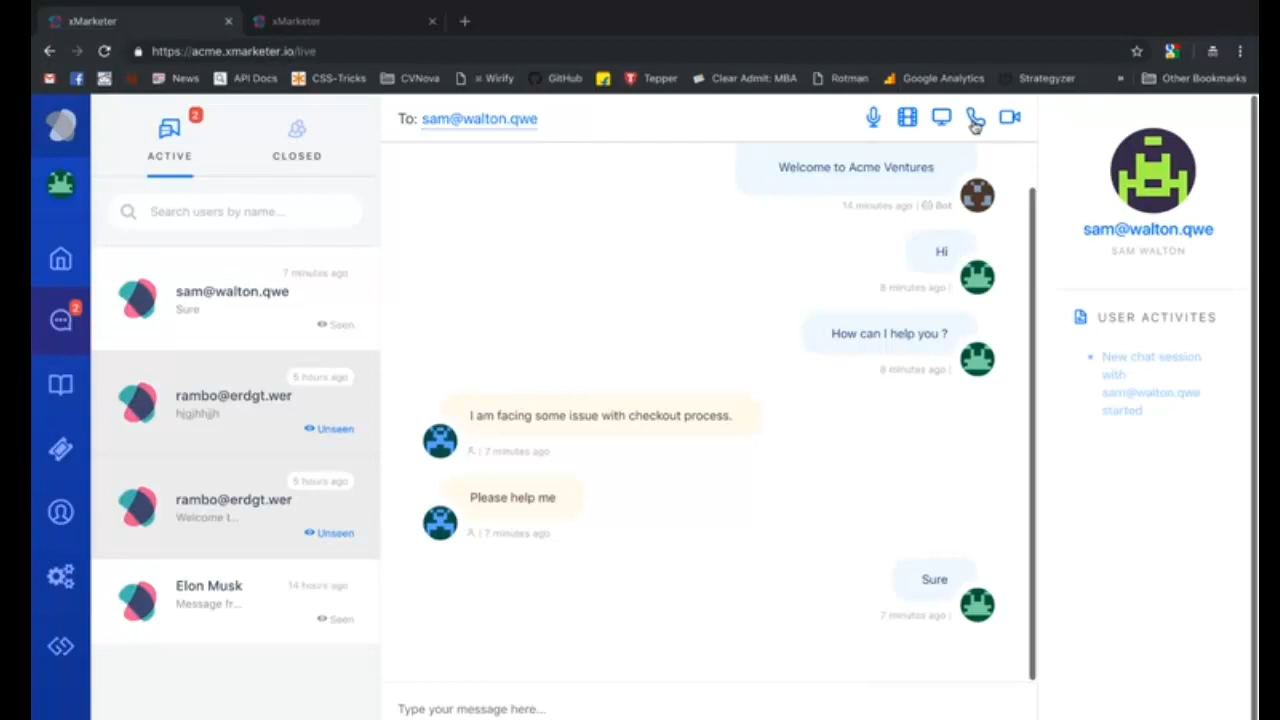 xMarketer
xMarketer
https://acme.xmarketer.io/live
News
API Docs
CSS-Tricks
CVNova
Wirify
GitHub
Tepper
Clear Admit: MBA
Rotman
Google Analytics
Strategyzer
»
Other Bookmarks
2
ACTIVE
CLOSED
Search users by name...
7 minutes ago
sam@walton.qwe
Sure
Seen
5 hours ago
rambo@erdgt.wer
hjgjhhjjh
Unseen
5 hours ago
rambo@erdgt.wer
Welcome t...
Unseen
Elon Musk
14 hours ago
Message fr...
Seen
2
To: sam@walton.qwe
Welcome to Acme Ventures
14 minutes ago | Bot
Hi
8 minutes ago |
How can I help you ?
8 minutes ago |
I am facing some issue with checkout process.
| 7 minutes ago
Please help me
| 7 minutes ago
Sure
7 minutes ago |
Type your message here...
sam@walton.qwe
SAM WALTON
USER ACTIVITES
New chat session
with
sam@walton.qwe
started